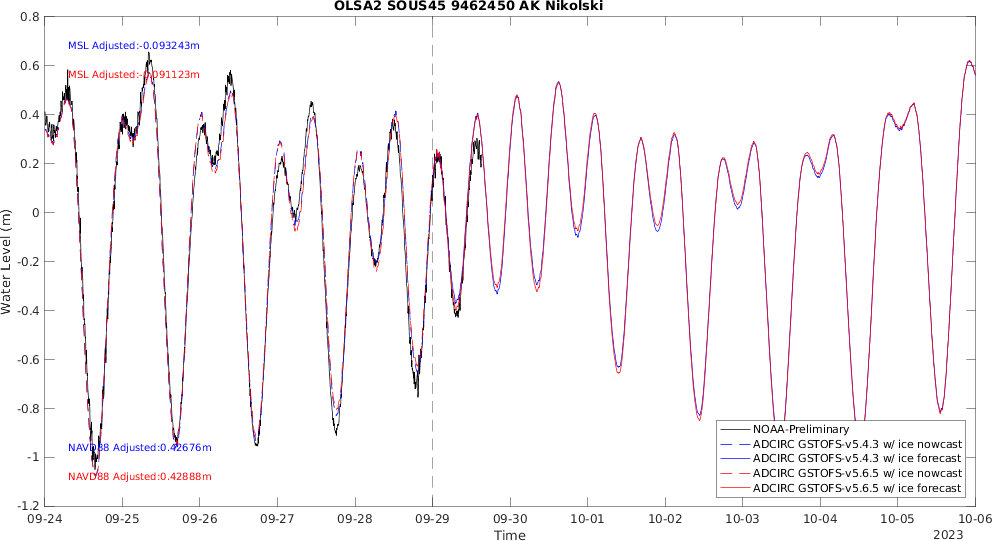 OLSA2 SOUS45 9462450 AK Nikolski
0.8
0.6
0.4
0.2
0
-0.2
-0.4
-0.6
-0.8
-1
-1.2
Water Level (m)
MSL Adjusted:-0.093243m
MSL Adjusted:-0.091123m
NAVD88 Adjusted:0.42676m
NAVD88 Adjusted:0.42888m
NOAA-Preliminary
ADCIRC GSTOFS-v5.4.3 w/ ice nowcast
ADCIRC GSTOFS-v5.4.3 w/ ice forecast
ADCIRC GSTOFS-v5.6.5 w/ ice nowcast
ADCIRC GSTOFS-v5.6.5 w/ ice forecast
09-24 09-25 09-26 09-27 09-28 09-29 09-30 10-01 10-02 10-03 10-04 10-05 10-06
Time
2023